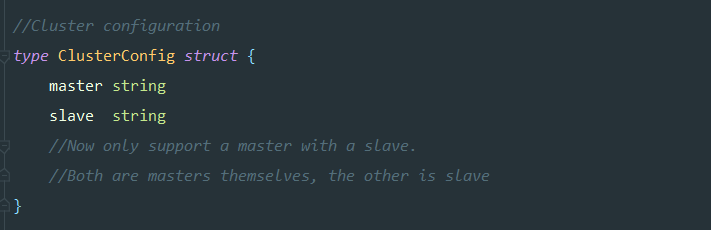 //Cluster configuration
type ClusterConfig struct {
master string
slave  string
//Now only support a master with a slave.
//Both are masters themselves, the other is slave
}